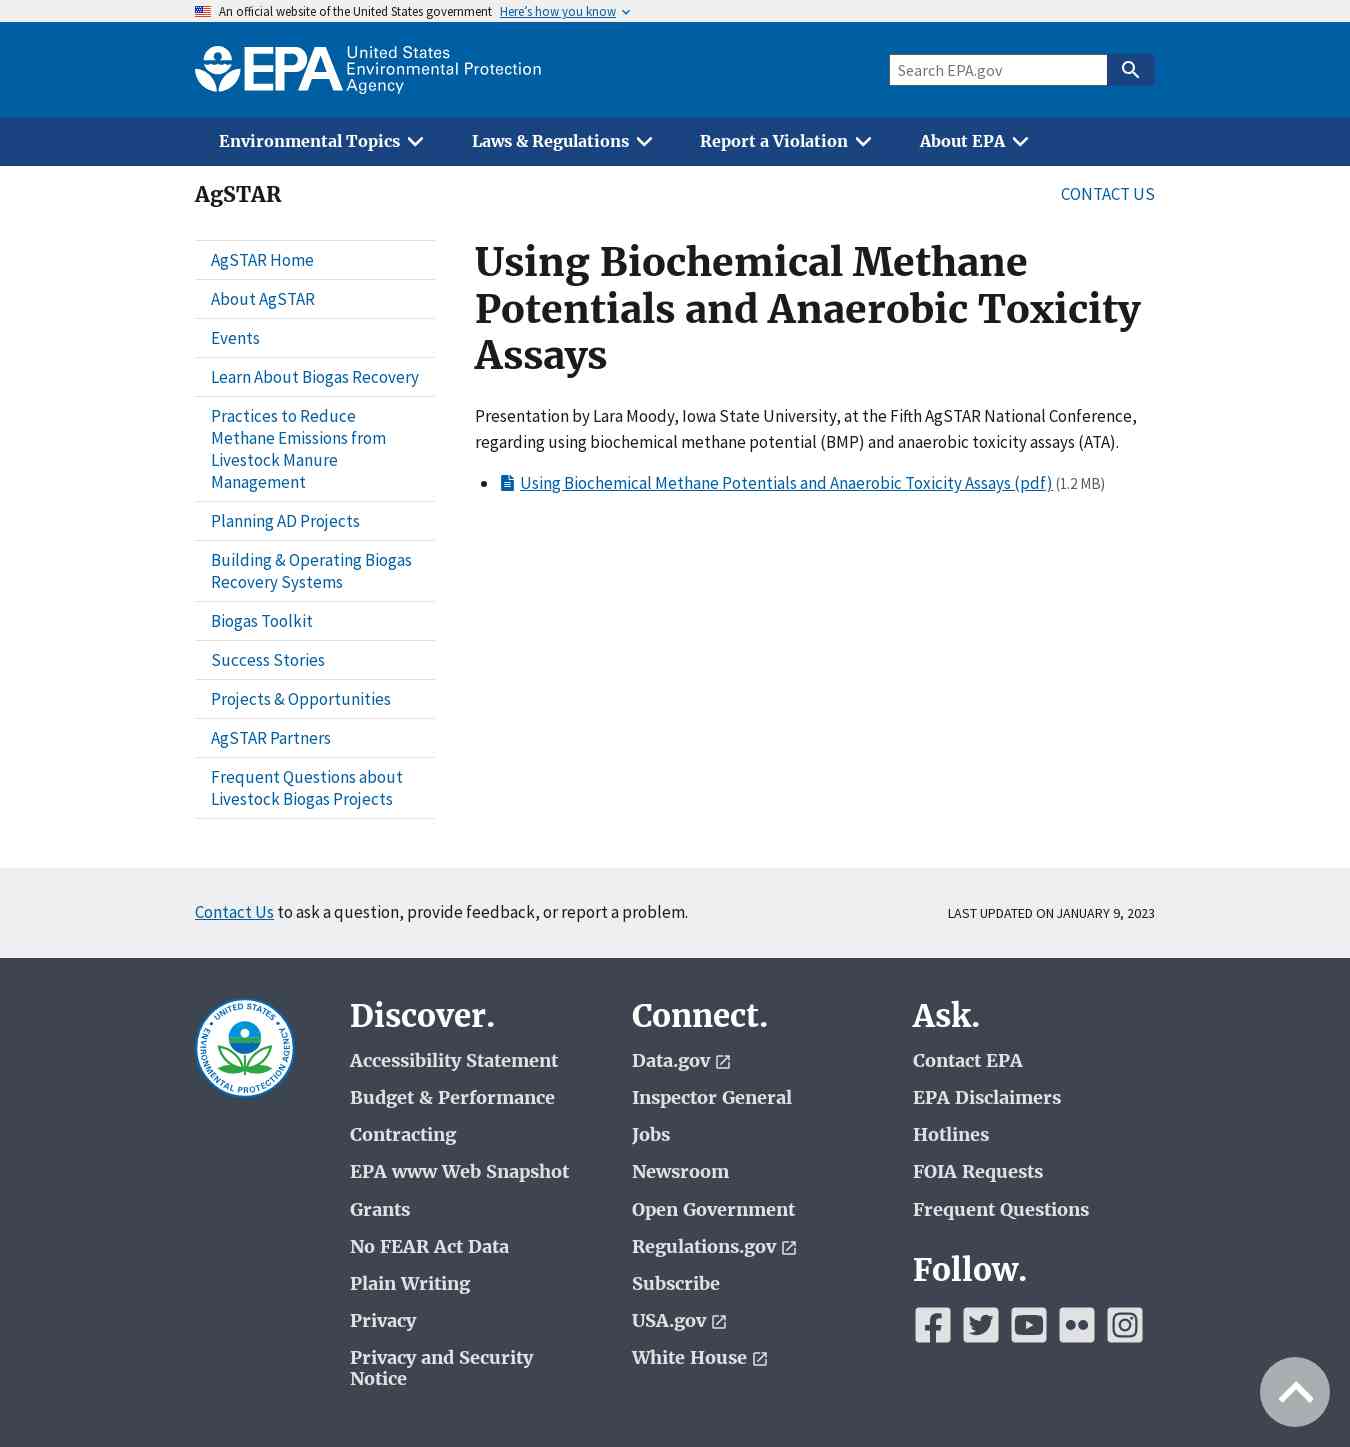 An official website of the United States government Here’s how you know
EPA United States
Environmental Protection
Agency
Search EPA.gov
Environmental Topics
Laws & Regulations
Report a Violation
About EPA
AgSTAR
CONTACT US
AgSTAR Home
About AgSTAR
Events
Learn About Biogas Recovery
Practices to Reduce
Methane Emissions from
Livestock Manure
Management
Planning AD Projects
Building & Operating Biogas
Recovery Systems
Biogas Toolkit
Success Stories
Projects & Opportunities
AgSTAR Partners
Frequent Questions about
Livestock Biogas Projects
Using Biochemical Methane
Potentials and Anaerobic Toxicity
Assays
Presentation by Lara Moody, Iowa State University, at the Fifth AgSTAR National Conference,
regarding using biochemical methane potential (BMP) and anaerobic toxicity assays (ATA).
Using Biochemical Methane Potentials and Anaerobic Toxicity Assays (pdf) (1.2 MB)
Contact Us to ask a question, provide feedback, or report a problem.
LAST UPDATED ON JANUARY 9, 2023
UNITED STATES
ENVIRONMENTAL PROTECTION AGENCY
Discover.
Accessibility Statement
Budget & Performance
Contracting
EPA www Web Snapshot
Grants
No FEAR Act Data
Plain Writing
Privacy
Privacy and Security
Notice
Connect.
Data.gov
Inspector General
Jobs
Newsroom
Open Government
Regulations.gov
Subscribe
USA.gov
White House
Ask.
Contact EPA
EPA Disclaimers
Hotlines
FOIA Requests
Frequent Questions
Follow.